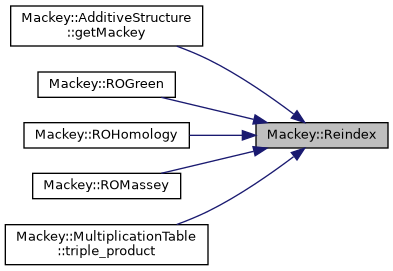 Mackey::AdditiveStructure
::getMackey
Mackey::ROGreen
Mackey::ROHomology
Mackey::Reindex
Mackey::ROMassey
Mackey::MultiplicationTable
::triple_product